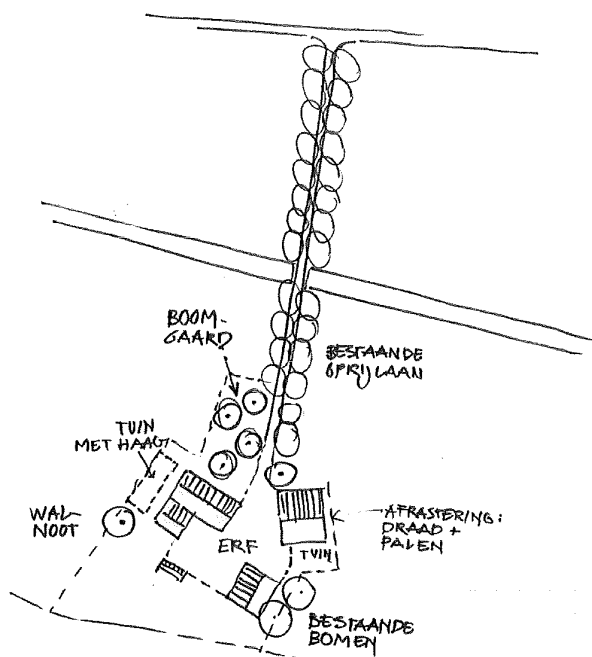 BOOM-
GAARD
BESTAANDE
OPRIJLAAN
TUIN
MET HAAG
WAL-
NOOT
AFRASTERING:
DRAAD +
PALEN
ERF
TUIN
BESTAANDE
BOMEN